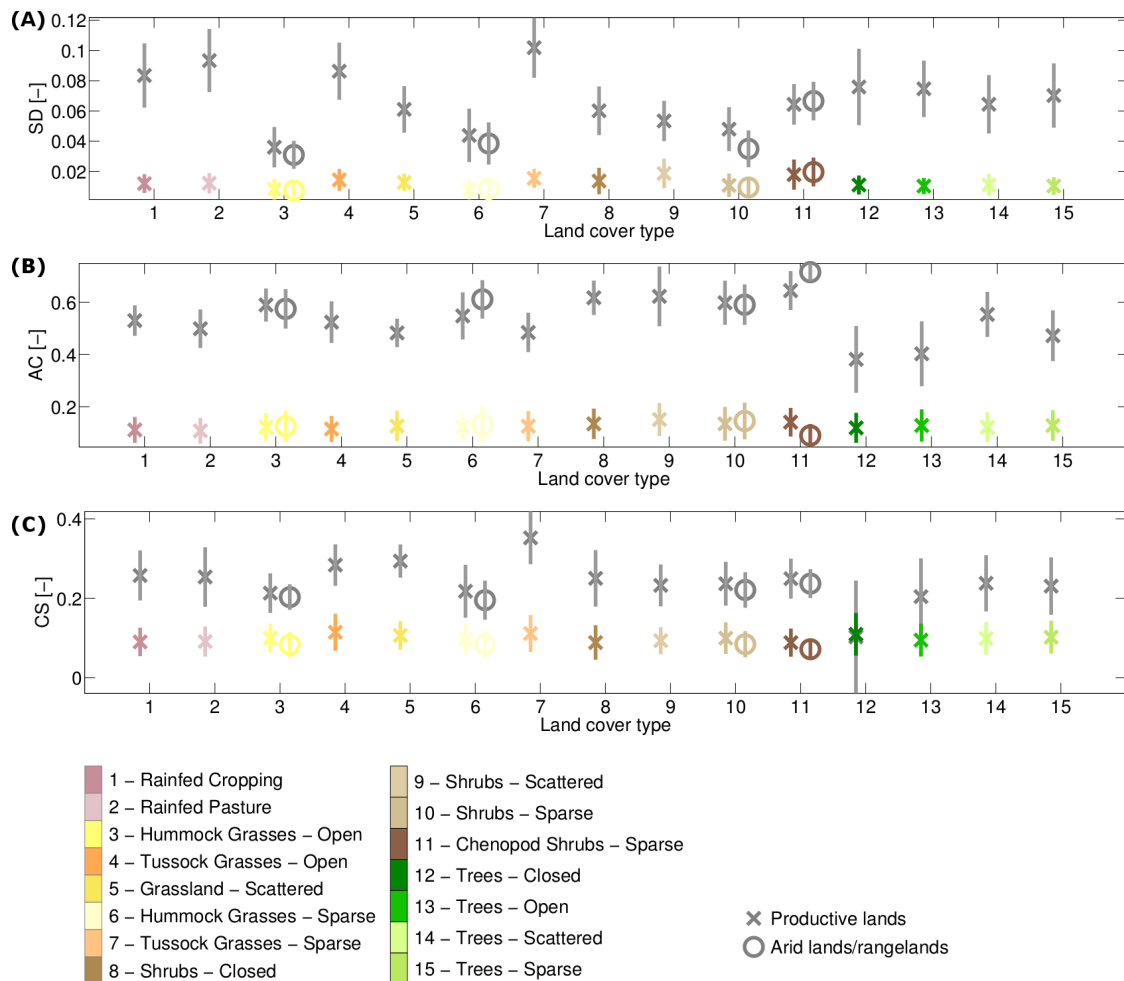 (A)
0.12
0.1
0.08
0.06
0.04
0.02
SD [–]
1 2 3 4 5 6 7 8 9 10 11 12 13 14 15
Land cover type
(B)
0.6
0.4
0.2
AC [–]
1 2 3 4 5 6 7 8 9 10 11 12 13 14 15
Land cover type
(C)
0.4
0.2
0
CS [–]
1 2 3 4 5 6 7 8 9 10 11 12 13 14 15
Land cover type
1 – Rainfed Cropping
2 – Rainfed Pasture
3 – Hummock Grasses – Open
4 – Tussock Grasses – Open
5 – Grassland – Scattered
6 – Hummock Grasses – Sparse
7 – Tussock Grasses – Sparse
8 – Shrubs – Closed
9 – Shrubs – Scattered
10 – Shrubs – Sparse
11 – Chenopod Shrubs – Sparse
12 – Trees – Closed
13 – Trees – Open
14 – Trees – Scattered
15 – Trees – Sparse
Productive lands
Arid lands/rangelands